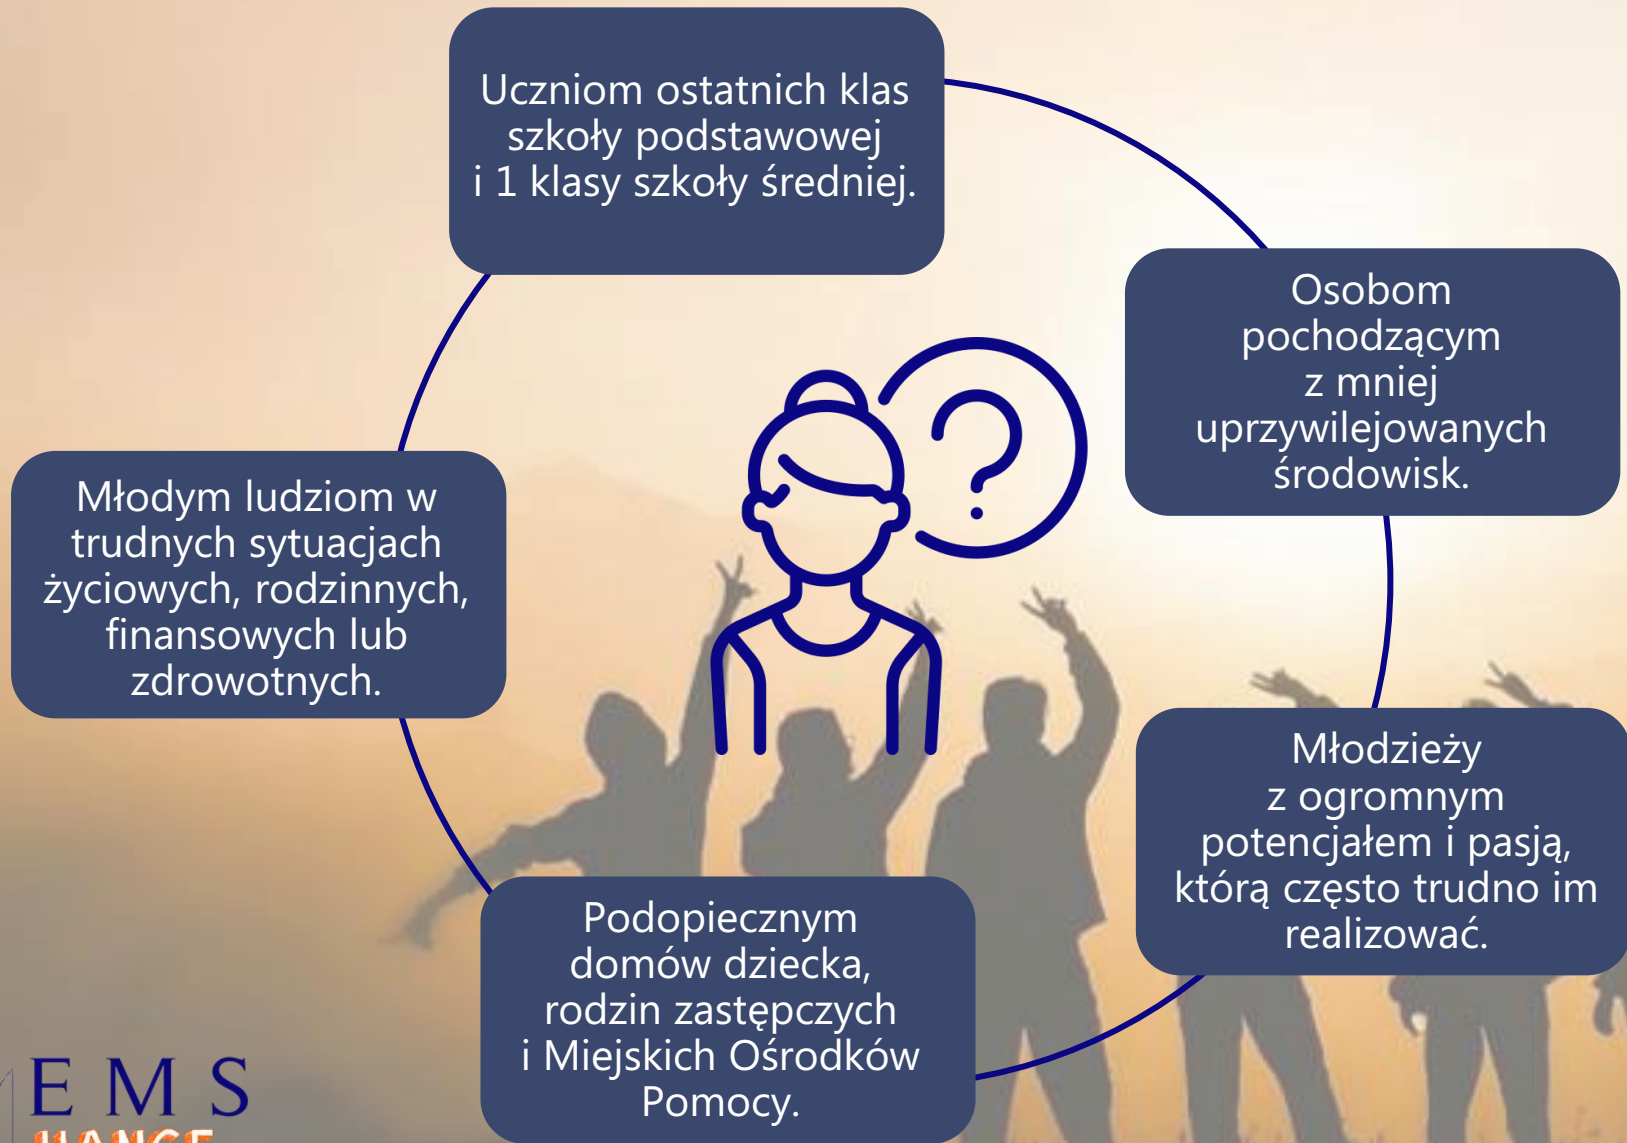 Uczniom ostatnich klas
szkoły podstawowej
i 1 klasy szkoły średniej.
Osobom
pochodzącym
z mniej
uprzywilejowanych
środowisk.
Młodzieży
z ogromnym
potencjałem i pasją,
którą często trudno im
realizować.
Podopiecznym
domów dziecka,
rodzin zastępczych
i Miejskich Ośrodków
Pomocy.
Młodym ludziom w
trudnych sytuacjach
życiowych, rodzinnych,
finansowych lub
zdrowotnych.
?
EMS